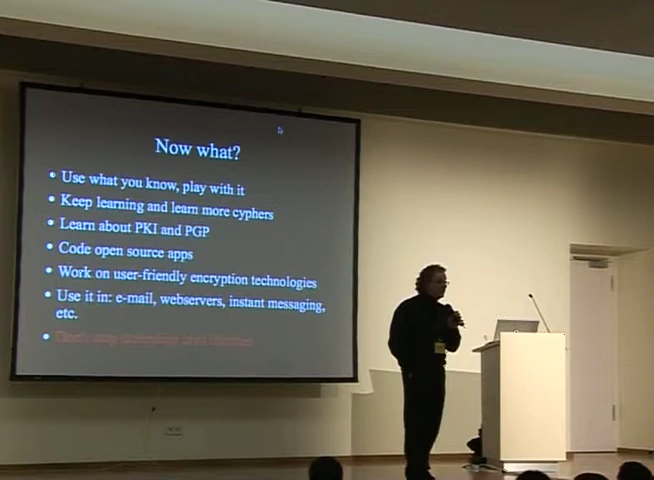 Now what?
Use what you know, play with it
Keep learning and learn more cyphers
Learn about PKI and PGP
Code open source apps
Work on user-friendly encryption technologies
Use it in: e-mail, webservers, instant messaging,
etc.
Don't stop